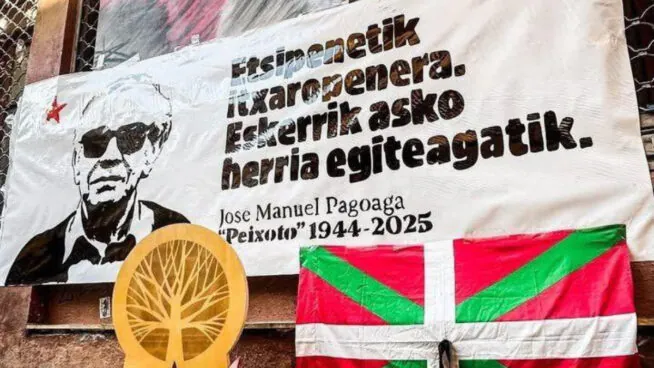 Etsipenetik
itxaropenera.
Eskerrik asko
herria egiteagatik.
Jose Manuel Pagoaga
“Peixoto” 1944-2025